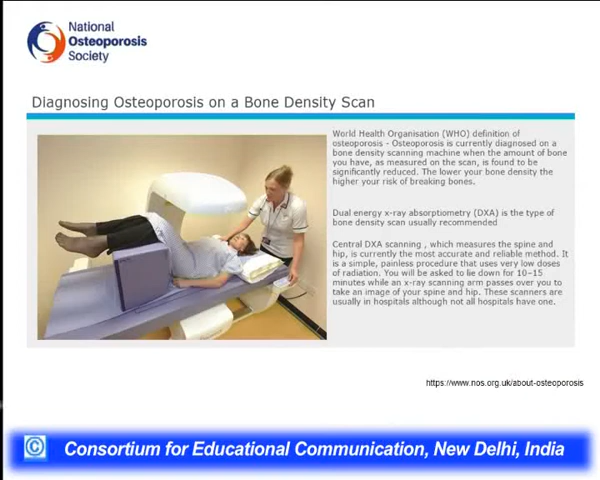 National
Osteoporosis
Society
Diagnosing Osteoporosis on a Bone Density Scan
World Health Organisation (WHO) definition of
osteoporosis - Osteoporosis is currently diagnosed on a
bone density scanning machine when the amount of bone
you have, as measured on the scan, is found to be
significantly reduced. The lower your bone density the
higher your risk of breaking bones.
Dual energy x-ray absorptiometry (DXA) is the type of
bone density scan usually recommended
Central DXA scanning , which measures the spine and
hip, is currently the most accurate and reliable method. It
is a simple, painless procedure that uses very low doses
of radiation. You will be asked to lie down for 10-15
minutes while an x-ray scanning arm passes over you to
take an image of your spine and hip. These scanners are
usually in hospitals although not all hospitals have one.
https://www.nos.org.uk/about-osteoporosis
© Consortium for Educational Communication, New Delhi, India